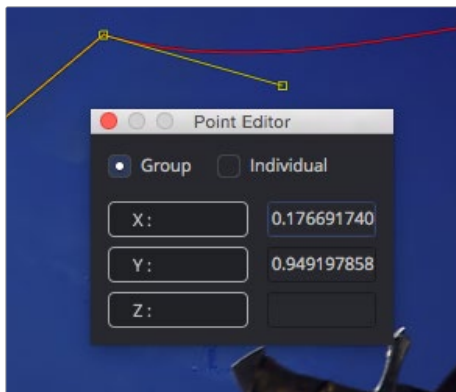 Point Editor
Group Individual
X: 0.176691740
Y: 0.949197858
Z: